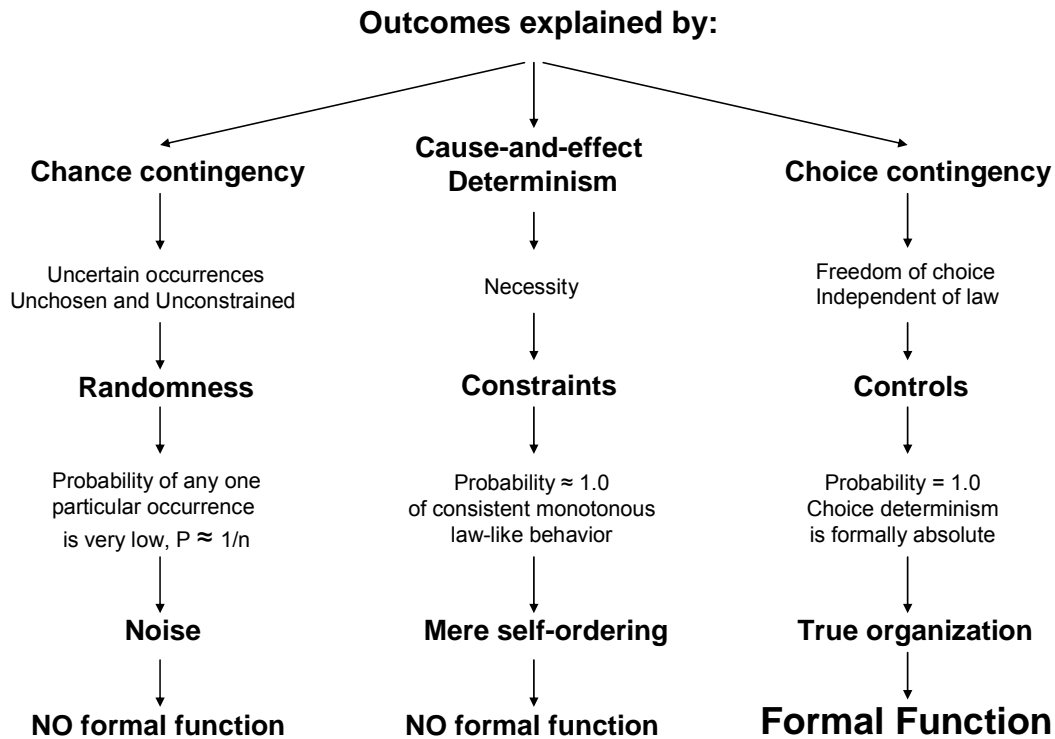 Outcomes explained by:
Chance contingency
Uncertain occurrences
Unchosen and Unconstrained
Randomness
Probability of any one
particular occurrence
is very low, P ≈ 1/n
Noise
NO formal function
Cause-and-effect
Determinism
Necessity
Constraints
Probability ≈ 1.0
of consistent monotonous
law-like behavior
Mere self-ordering
NO formal function
Choice contingency
Freedom of choice
Independent of law
Controls
Probability = 1.0
Choice determinism
is formally absolute
True organization
Formal Function